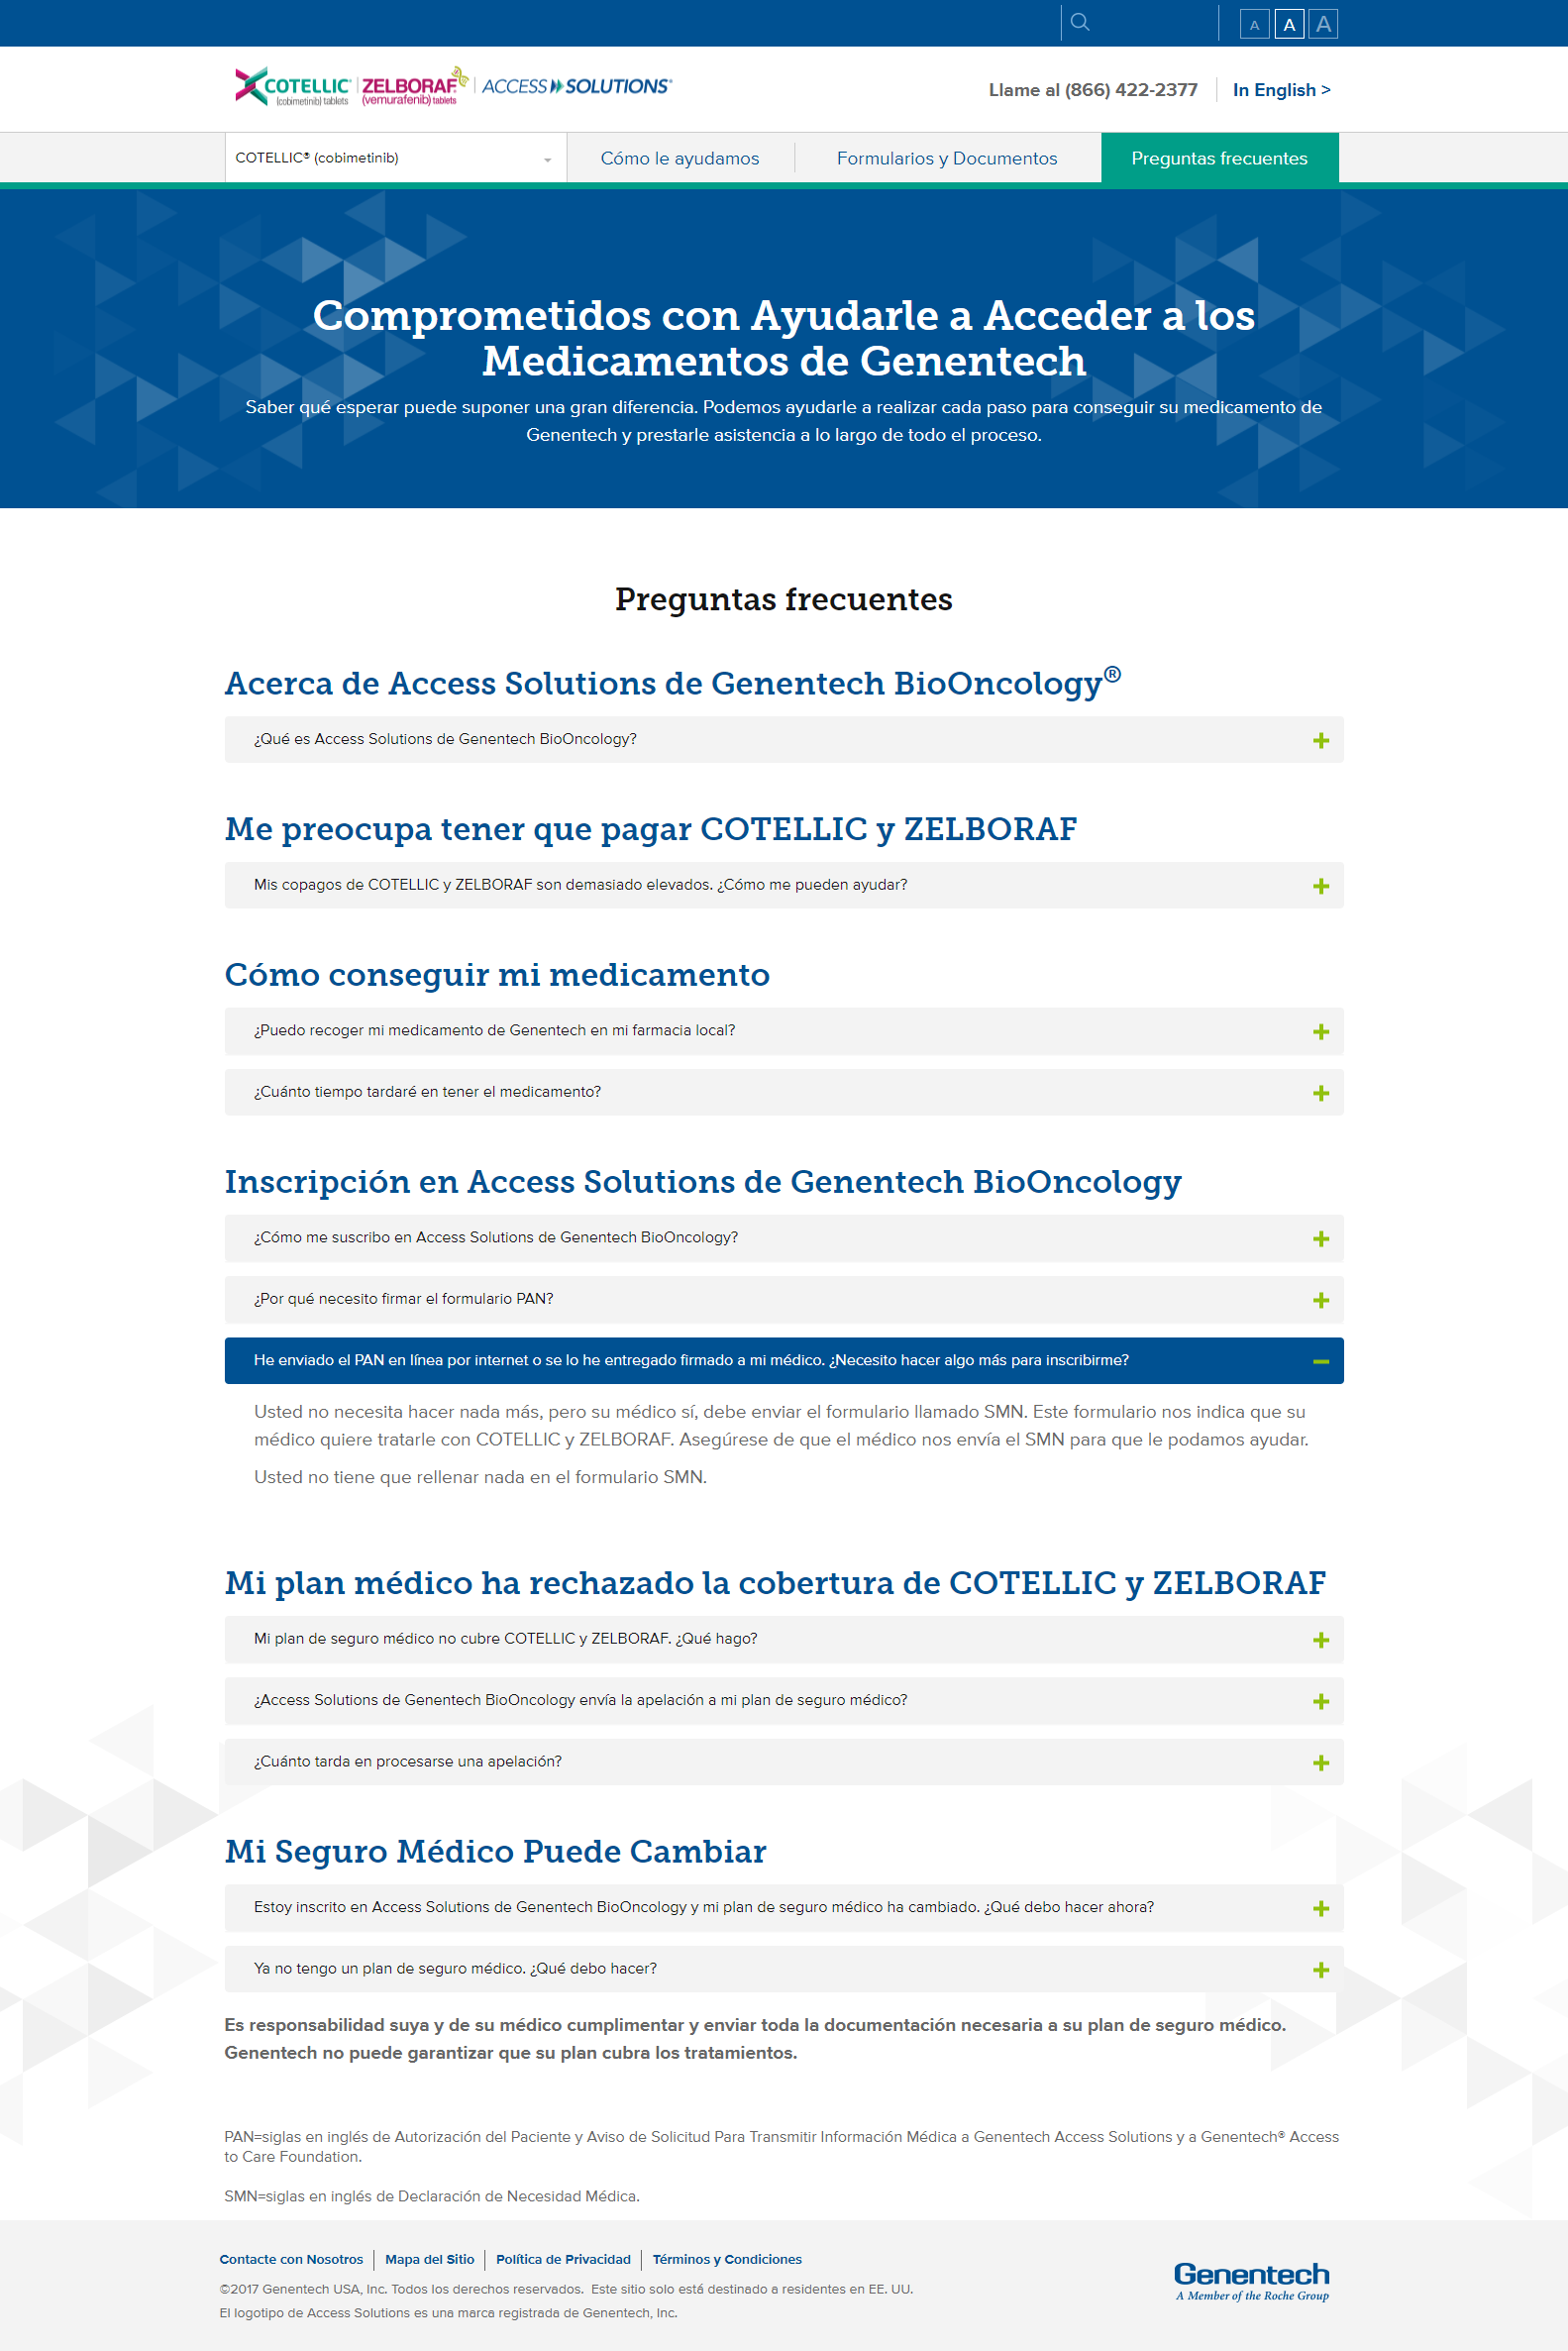 A A A
COTELLIC® (cobimetinib) tablets | ZELBORAF® (vemurafenib) tablets | ACCESS SOLUTIONS®
Llame al (866) 422-2377 In English >
COTELLIC® (cobimetinib) Cómo le ayudamos Formularios y Documentos Preguntas frecuentes
Comprometidos con Ayudarle a Acceder a los
Medicamentos de Genentech
Saber qué esperar puede suponer una gran diferencia. Podemos ayudarle a realizar cada paso para conseguir su medicamento de
Genentech y prestarle asistencia a lo largo de todo el proceso.
Preguntas frecuentes
Acerca de Access Solutions de Genentech BioOncology®
¿Qué es Access Solutions de Genentech BioOncology?
Me preocupa tener que pagar COTELLIC y ZELBORAF
Mis copagos de COTELLIC y ZELBORAF son demasiado elevados. ¿Cómo me pueden ayudar?
Cómo conseguir mi medicamento
¿Puedo recoger mi medicamento de Genentech en mi farmacia local?
¿Cuánto tiempo tardaré en tener el medicamento?
Inscripción en Access Solutions de Genentech BioOncology
¿Cómo me suscribo en Access Solutions de Genentech BioOncology?
¿Por qué necesito firmar el formulario PAN?
He enviado el PAN en línea por internet o se lo he entregado firmado a mi médico. ¿Necesito hacer algo más para inscribirme?
Usted no necesita hacer nada más, pero su médico sí, debe enviar el formulario llamado SMN. Este formulario nos indica que su
médico quiere tratarle con COTELLIC y ZELBORAF. Asegúrese de que el médico nos envía el SMN para que le podamos ayudar.
Usted no tiene que rellenar nada en el formulario SMN.
Mi plan médico ha rechazado la cobertura de COTELLIC y ZELBORAF
Mi plan de seguro médico no cubre COTELLIC y ZELBORAF. ¿Qué hago?
¿Access Solutions de Genentech BioOncology envía la apelación a mi plan de seguro médico?
¿Cuánto tarda en procesarse una apelación?
Mi Seguro Médico Puede Cambiar
Estoy inscrito en Access Solutions de Genentech BioOncology y mi plan de seguro médico ha cambiado. ¿Qué debo hacer ahora?
Ya no tengo un plan de seguro médico. ¿Qué debo hacer?
Es responsabilidad suya y de su médico cumplimentar y enviar toda la documentación necesaria a su plan de seguro médico.
Genentech no puede garantizar que su plan cubra los tratamientos.
PAN=siglas en inglés de Autorización del Paciente y Aviso de Solicitud Para Transmitir Información Médica a Genentech Access Solutions y a Genentech® Access
to Care Foundation.
SMN=siglas en inglés de Declaración de Necesidad Médica.
Contacte con Nosotros | Mapa del Sitio | Política de Privacidad | Términos y Condiciones
©2017 Genentech USA, Inc. Todos los derechos reservados. Este sitio solo está destinado a residentes en EE. UU.
El logotipo de Access Solutions es una marca registrada de Genentech, Inc.
Genentech
A Member of the Roche Group